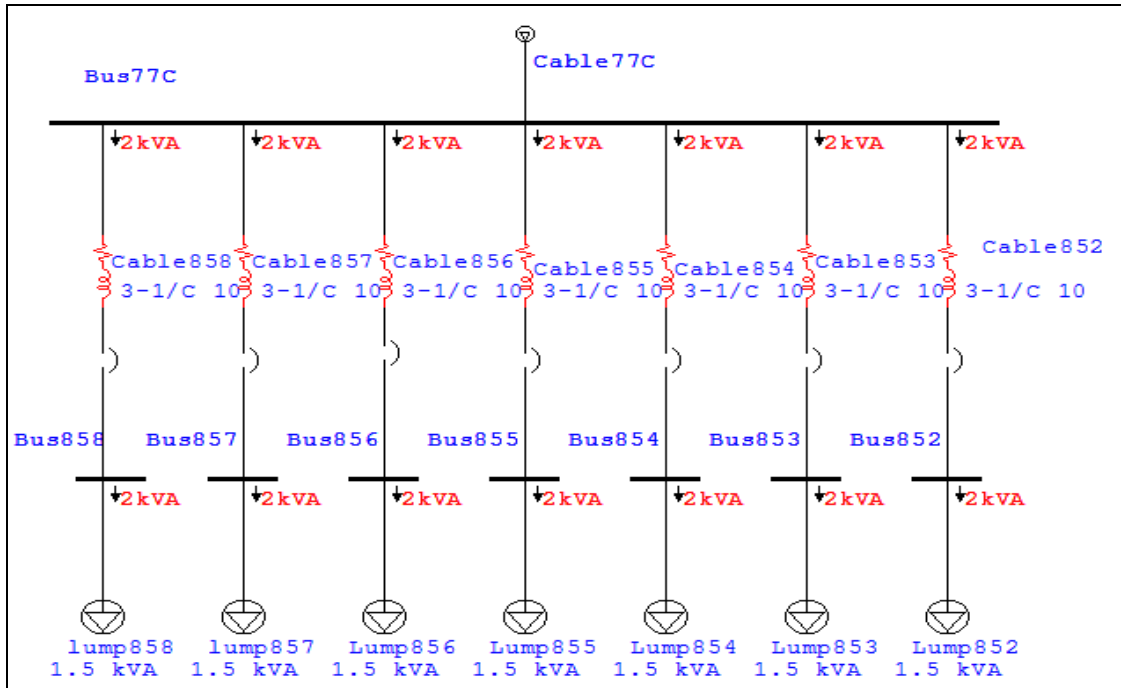 Cable77C
Bus77C
2kVA 2kVA 2kVA 2kVA 2kVA 2kVA 2kVA
Cable858 Cable857 Cable856 Cable855 Cable854 Cable853 Cable852
3-1/C 10 3-1/C 10 3-1/C 10 3-1/C 10 3-1/C 10 3-1/C 10 3-1/C 10
Bus858 Bus857 Bus856 Bus855 Bus854 Bus853 Bus852
2kVA 2kVA 2kVA 2kVA 2kVA 2kVA 2kVA
lump858 lump857 Lump856 Lump855 Lump854 Lump853 Lump852
1.5 kVA 1.5 kVA 1.5 kVA 1.5 kVA 1.5 kVA 1.5 kVA 1.5 kVA